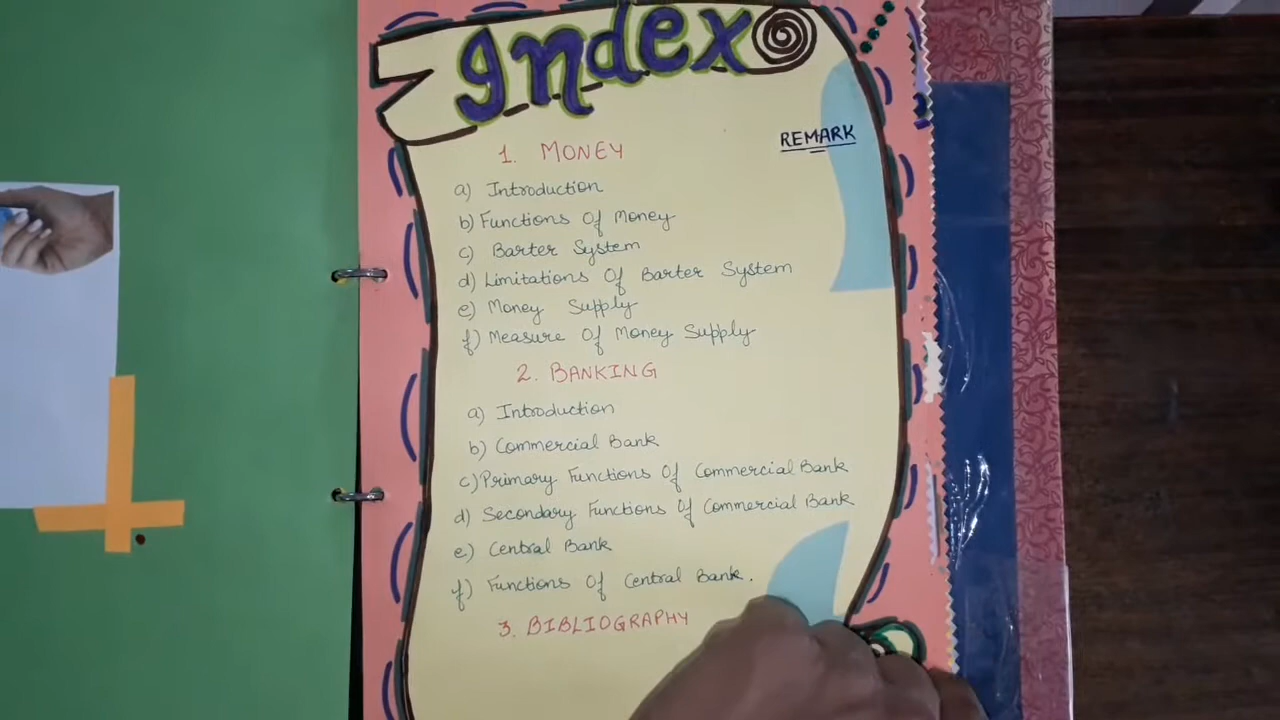 Index
REMARK
1. MONEY
a) Introduction
b) Functions Of Money
c) Barter System
d) Limitations Of Barter System
e) Money Supply
f) Measure Of Money Supply
2. BANKING
a) Introduction
b) Commercial Bank
c) Primary Functions Of Commercial Bank
d) Secondary Functions Of Commercial Bank
e) Central Bank
f) Functions Of Central Bank.
3. BIBLIOGRAPHY